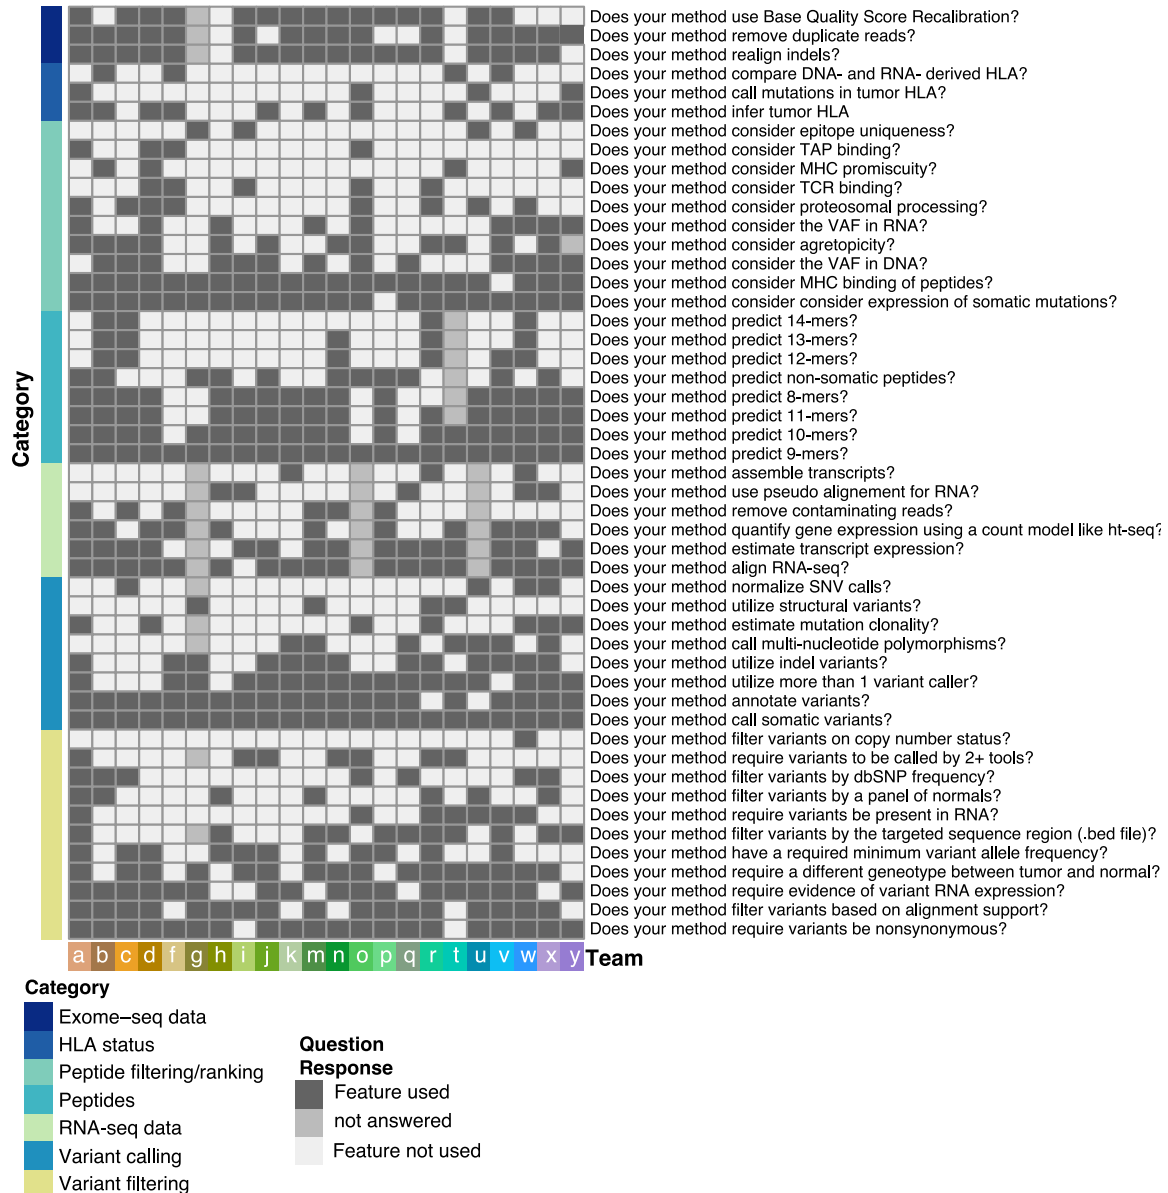 Does your method use Base Quality Score Recalibration?
Does your method remove duplicate reads?
Does your method realign indels?
Does your method compare DNA- and RNA- derived HLA?
Does your method call mutations in tumor HLA?
Does your method infer tumor HLA
Does your method consider epitope uniqueness?
Does your method consider TAP binding?
Does your method consider MHC promiscuity?
Does your method consider TCR binding?
Does your method consider proteosomal processing?
Does your method consider the VAF in RNA?
Does your method consider agretopicity?
Does your method consider the VAF in DNA?
Does your method consider MHC binding of peptides?
Does your method consider consider expression of somatic mutations?
Does your method predict 14-mers?
Does your method predict 13-mers?
Does your method predict 12-mers?
Does your method predict non-somatic peptides?
Does your method predict 8-mers?
Does your method predict 11-mers?
Does your method predict 10-mers?
Does your method predict 9-mers?
Does your method assemble transcripts?
Does your method use pseudo alignement for RNA?
Does your method remove contaminating reads?
Does your method quantify gene expression using a count model like ht-seq?
Does your method estimate transcript expression?
Does your method align RNA-seq?
Does your method normalize SNV calls?
Does your method utilize structural variants?
Does your method estimate mutation clonality?
Does your method call multi-nucleotide polymorphisms?
Does your method utilize indel variants?
Does your method utilize more than 1 variant caller?
Does your method annotate variants?
Does your method call somatic variants?
Does your method filter variants on copy number status?
Does your method require variants to be called by 2+ tools?
Does your method filter variants by dbSNP frequency?
Does your method filter variants by a panel of normals?
Does your method require variants be present in RNA?
Does your method filter variants by the targeted sequence region (.bed file)?
Does your method have a required minimum variant allele frequency?
Does your method require a different geneotype between tumor and normal?
Does your method require evidence of variant RNA expression?
Does your method filter variants based on alignment support?
Does your method require variants be nonsynonymous?
Category
a b c d f g h i j k m n o p q r t u v w x y Team
Category
Exome–seq data
HLA status
Peptide filtering/ranking
Peptides
RNA–seq data
Variant calling
Variant filtering
Question
Response
Feature used
not answered
Feature not used